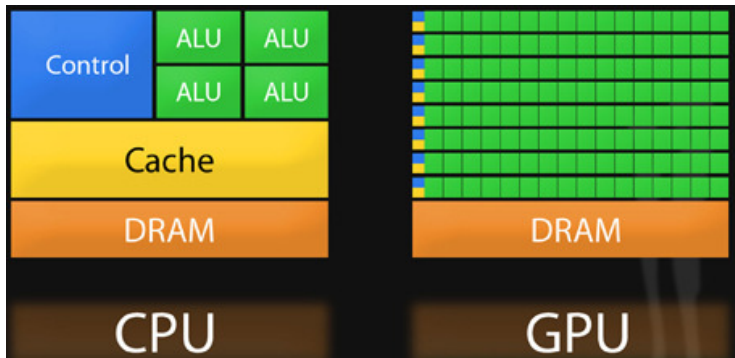 Control
ALU ALU
ALU ALU
Cache
DRAM
DRAM
CPU
GPU